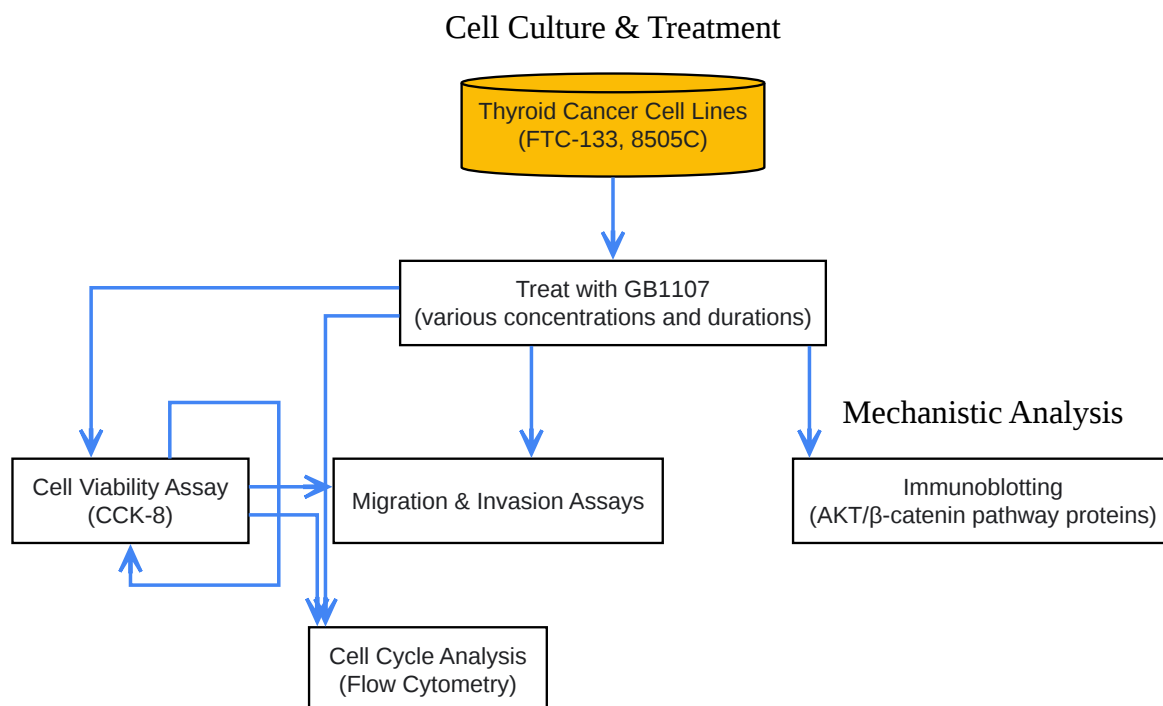 Cell Culture & Treatment
Thyroid Cancer Cell Lines
(FTC-133, 8505C)
Treat with GB1107
(various concentrations and durations)
Mechanistic Analysis
Cell Viability Assay
(CCK-8)
Migration & Invasion Assays
Immunoblotting
(AKT/β-catenin pathway proteins)
Cell Cycle Analysis
(Flow Cytometry)